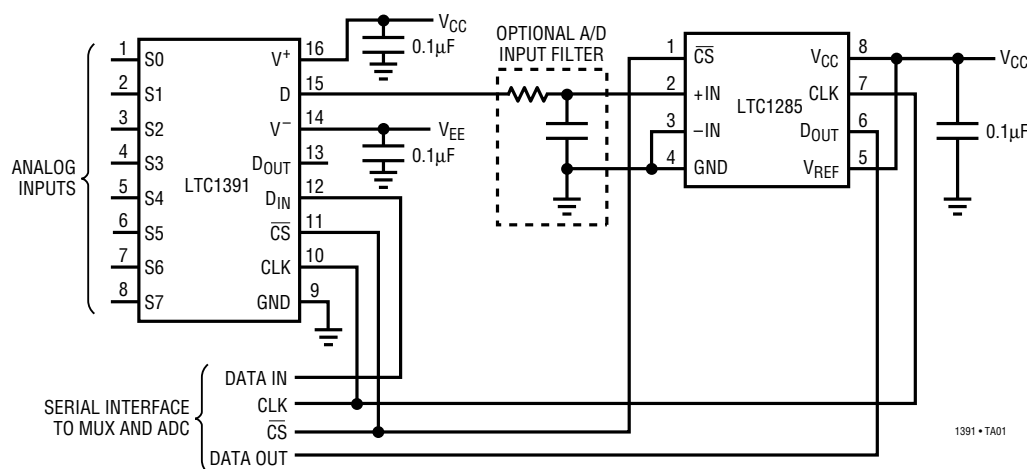 1
2
3
4
5
6
7
8
S0
S1
S2
S3
S4
S5
S6
S7
ANALOG
INPUTS
LTC1391
V+
D
V−
DOUT
DIN
CS
CLK
GND
16
15
14
13
12
11
10
9
VCC
0.1µF
VEE
0.1µF
OPTIONAL A/D
INPUT FILTER
1
2
3
4
CS
+IN
−IN
GND
LTC1285
VCC
CLK
DOUT
VREF
8
7
6
5
VCC
0.1µF
SERIAL INTERFACE
TO MUX AND ADC
DATA IN
CLK
CS
DATA OUT
1391 • TA01